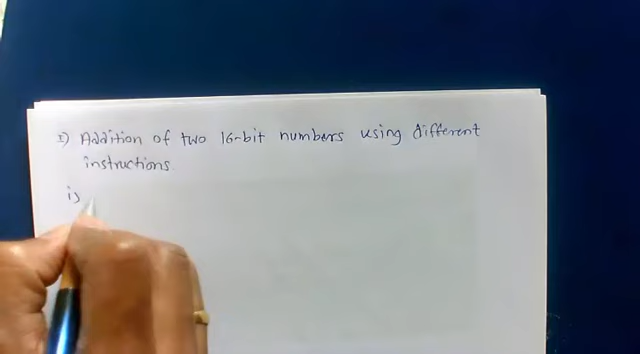 I) Addition of two 16-bit numbers using different
instructions.
i)